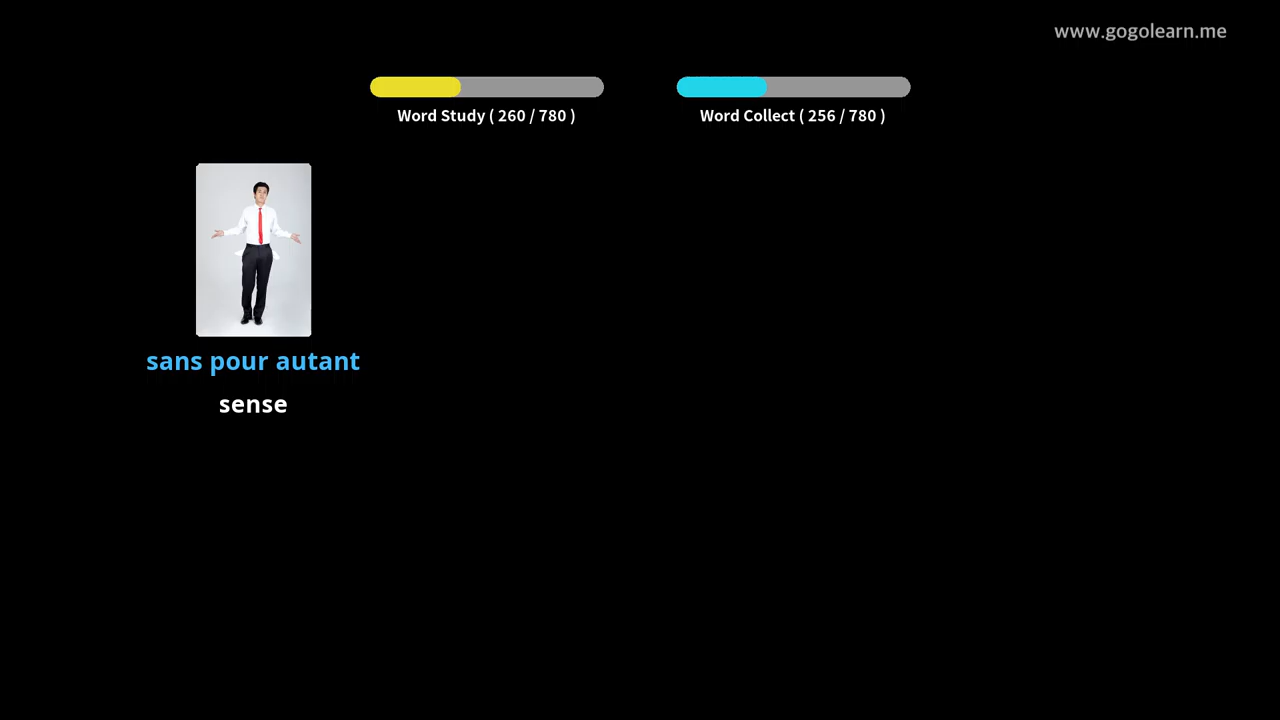 www.gogolearn.me
Word Study ( 260 / 780 )
Word Collect ( 256 / 780 )
sans pour autant
sense